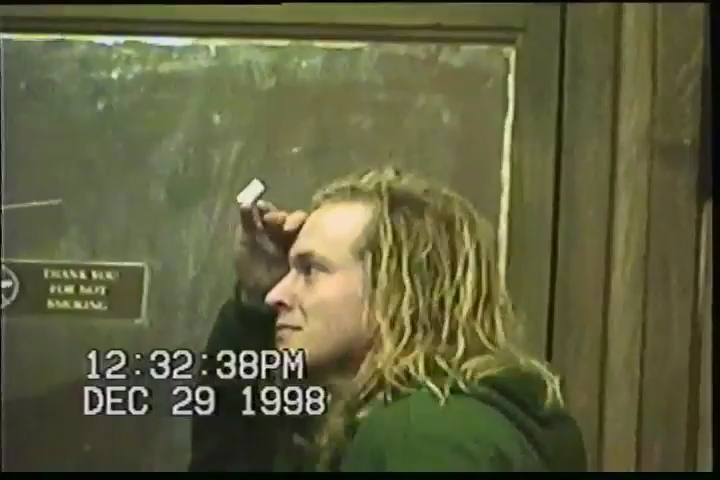 THANK YOU
FOR NOT
SMOKING
12:32:38PM
DEC 29 1998